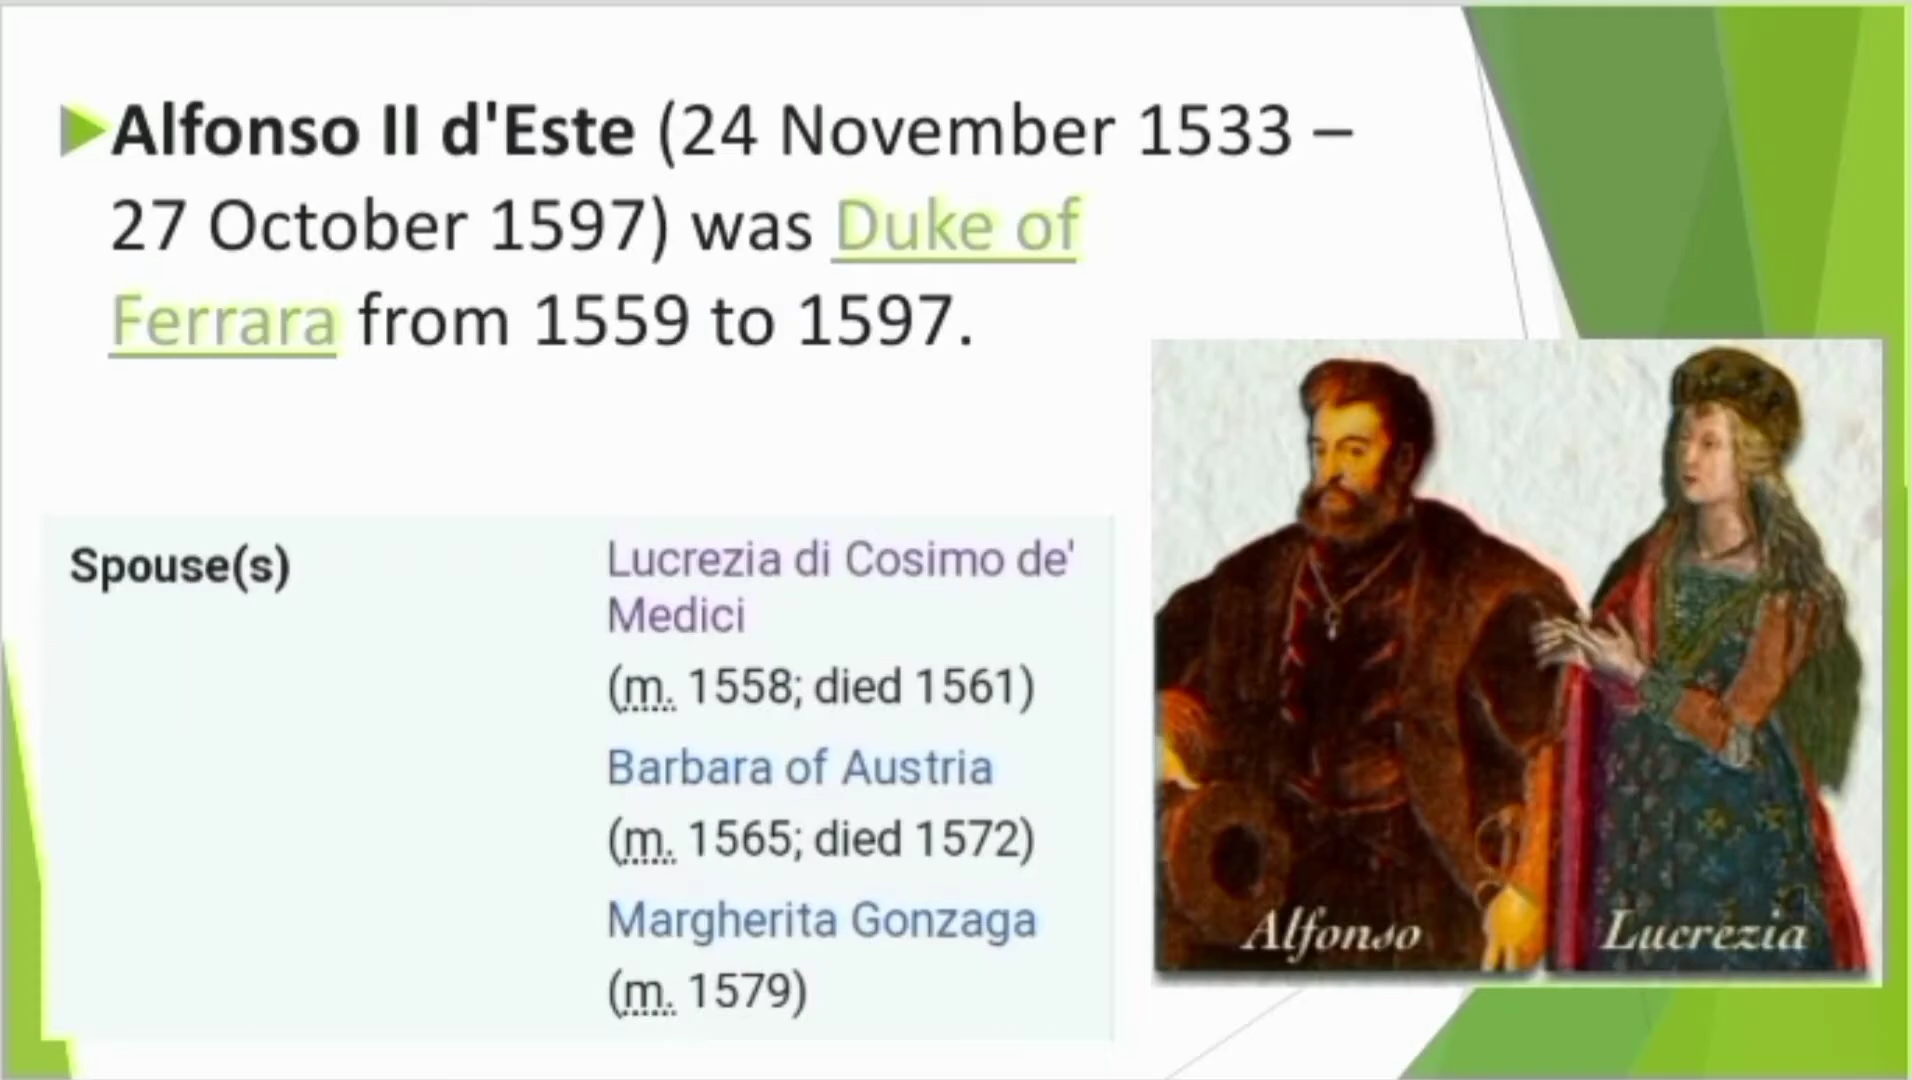 Alfonso II d'Este (24 November 1533 –
27 October 1597) was Duke of
Ferrara from 1559 to 1597.
Spouse(s)
Lucrezia di Cosimo de'
Medici
(m. 1558; died 1561)
Barbara of Austria
(m. 1565; died 1572)
Margherita Gonzaga
(m. 1579)
Alfonso
Lucrezia